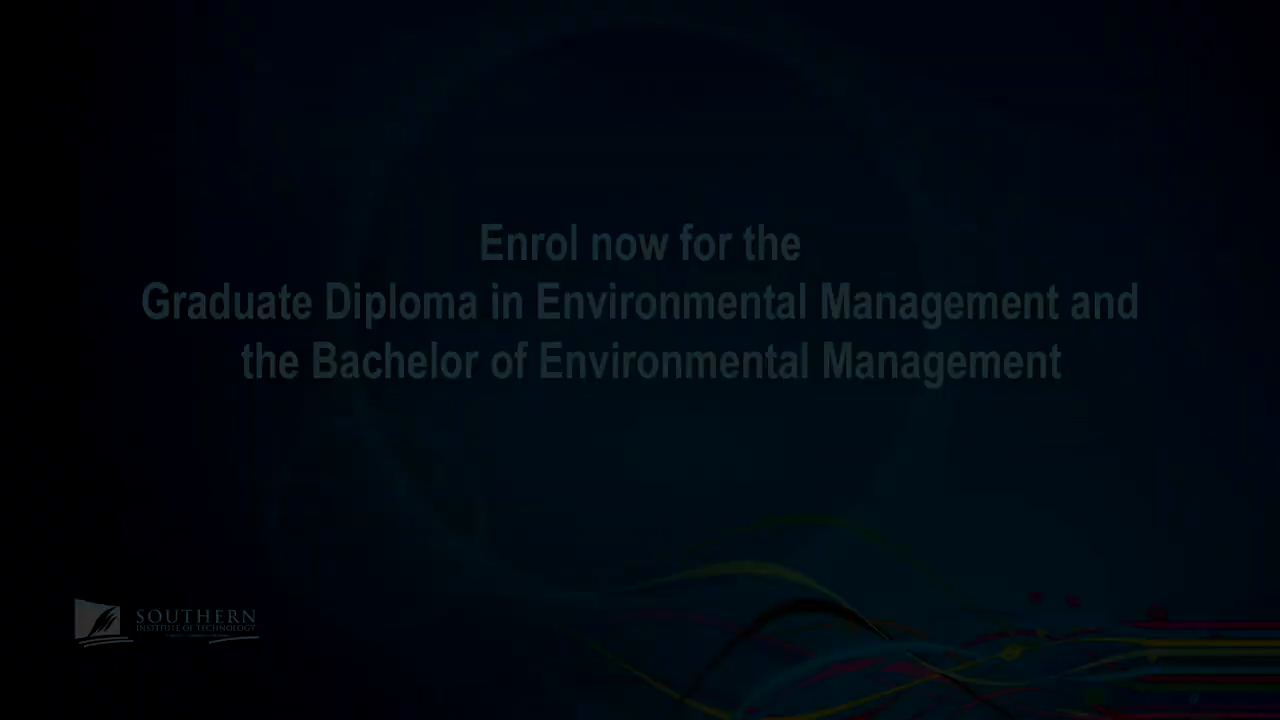 Enrol now for the
Graduate Diploma in Environmental Management and
the Bachelor of Environmental Management
SOUTHERN
INSTITUTE OF TECHNOLOGY